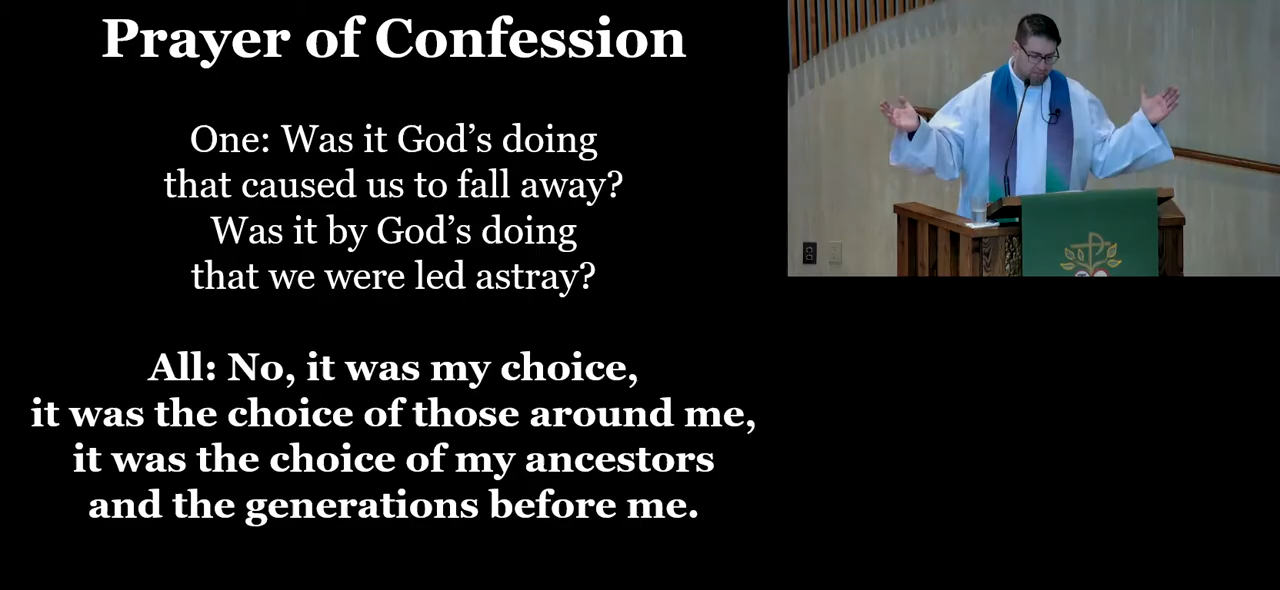 Prayer of Confession
One: Was it God’s doing
that caused us to fall away?
Was it by God’s doing
that we were led astray?
All: No, it was my choice,
it was the choice of those around me,
it was the choice of my ancestors
and the generations before me.